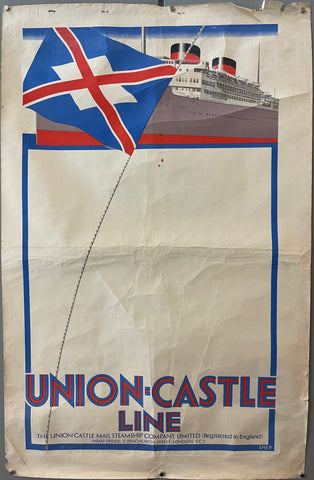 UNION-CASTLE
LINE
THE UNION-CASTLE MAIL STEAMSHIP COMPANY LIMITED (Registered in England)
HEAD OFFICE: 3 FENCHURCH STREET LONDON E.C.3
SHEP